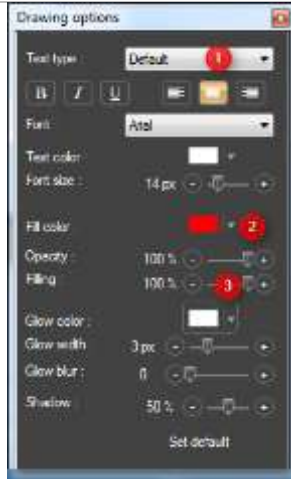 Drawing options
Text type Default 1
B I U
Font Arial
Text color
Font size : 14 px - +
Fill color 2
Opacity : 100 % - +
Filling 100 % - 3 +
Glow color :
Glow width 3 px - +
Glow blur : 0 - +
Shadow : 50 % - +
Set default